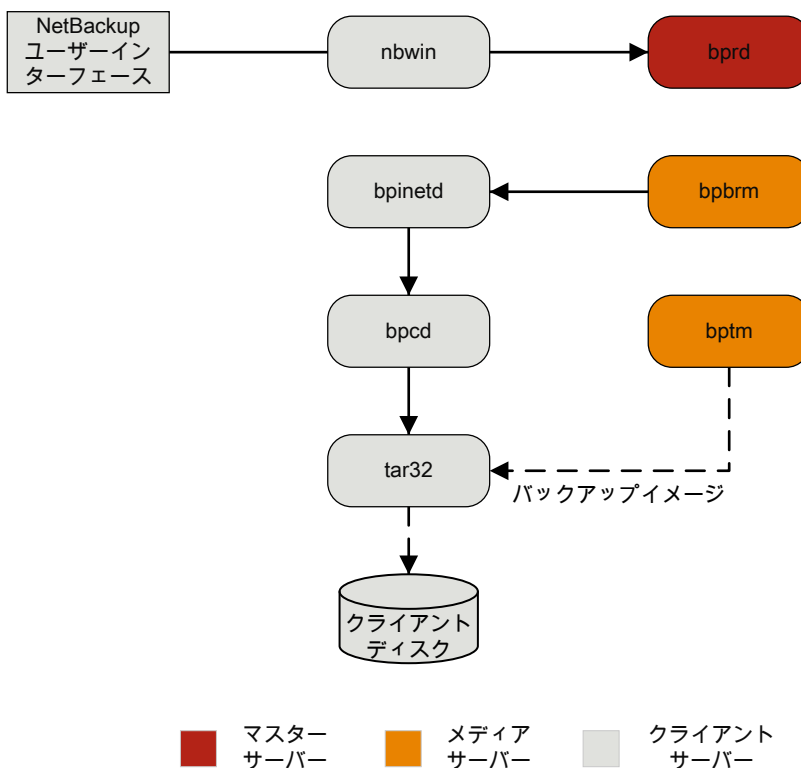 NetBackup
ユーザーイン
ターフェース
nbwin
bprd
bpinetd
bpbrm
bpcd
bptm
tar32
バックアップイメージ
クライアント
ディスク
マスター
サーバー
メディア
サーバー
クライアント
サーバー